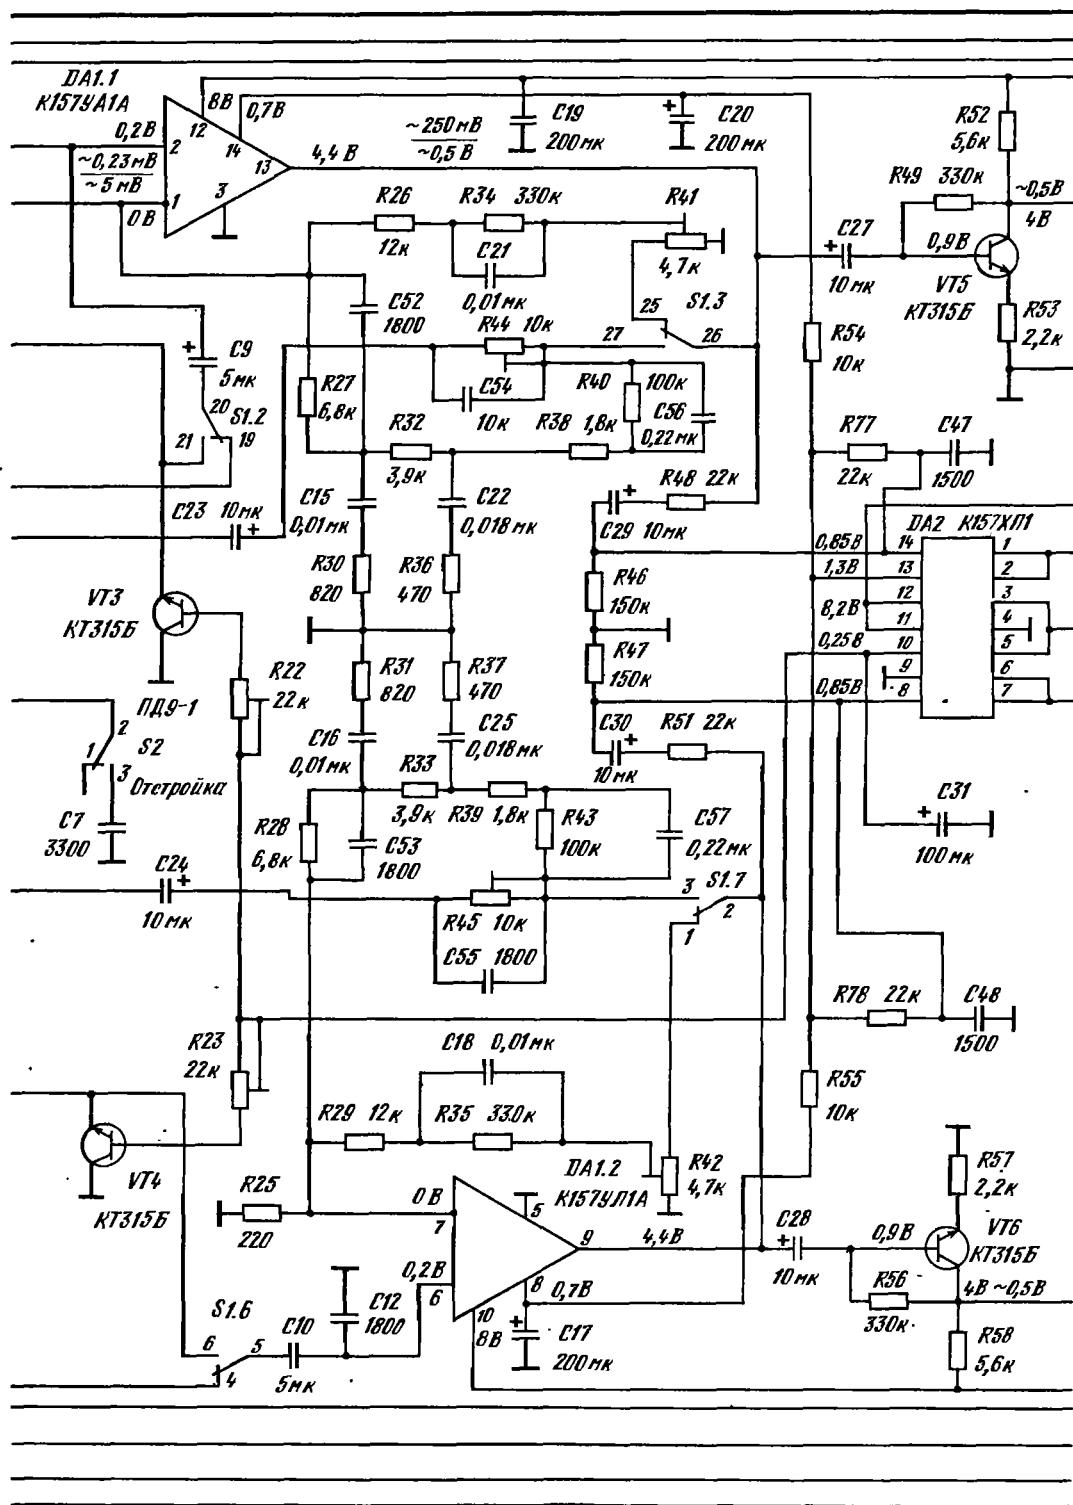 DA1.1
К157УЛ1А
8В
12
0,7В
14
0,2В
2
~0,23мВ
~5мВ
1
0В
3
13
4,4В
~250мВ
~0,5В
C19
200мк
C20
200мк
R52
5,6к
R49 330к
~0,5В
4В
R26
12к
R34 330к
C21
0,01мк
R41
4,7к
C27
10мк
0,9В
VT5
КТ315Б
R53
2,2к
C52
1800
R44 10к
25
S1.3
27
26
C9
5мк
20
S1.2
21
19
R27
6,8к
C54
10к
R40
100к
C56
0,22мк
R54
10к
R32
3,9к
R38 1,8к
R77
22к
C47
1500
C23 10мк
C15
0,01мк
C22
0,018мк
R48 22к
C29 10мк
DA2 К157ХП1
0,85В
14
1
1,3В
13
2
12
3
8,2В
11
4
0,25В
10
5
9
6
0,85В
8
7
VT3
КТ315Б
R30
820
R36
470
R46
150к
R22
22к
R31
820
R37
470
R47
150к
ПД9-1
2
1
S2
3
Отстройка
C7
3300
C16
0,01мк
C25
0,018мк
C30
10мк
R51 22к
R33
3,9к
R39 1,8к
R28
6,8к
C53
1800
R43
100к
C57
0,22мк
C31
100мк
C24
10мк
R45 10к
3
S1.7
2
1
C55 1800
R78 22к
C48
1500
R23
22к
C18 0,01мк
R55
10к
R29 12к
R35 330к
VT4
КТ315Б
R25
220
DA1.2
К157УЛ1А
R42
4,7к
R57
2,2к
0В
7
5
9
4,4В
C28
10мк
0,9В
VT6
КТ315Б
0,2В
6
8
0,7В
R56
330к
4В ~0,5В
S1.6
6
5
4
C10
5мк
C12
1800
10
8В
C17
200мк
R58
5,6к